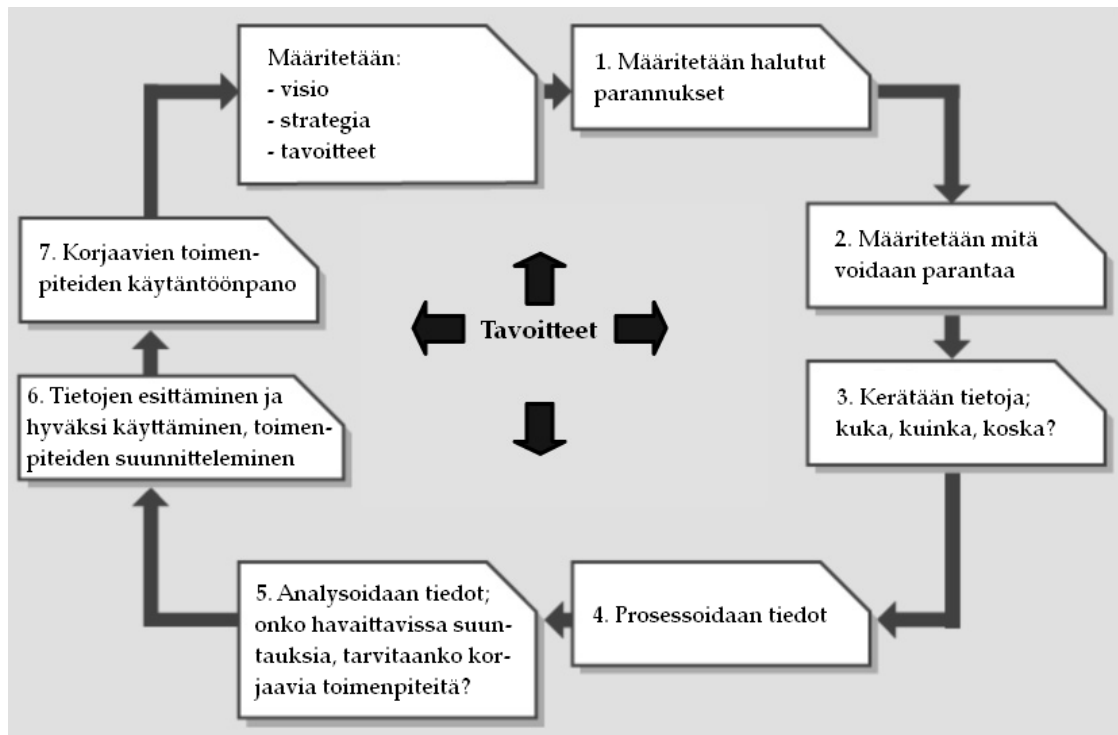 Määritetään:
- visio
- strategia
- tavoitteet
1. Määritetään halutut
parannukset
2. Määritetään mitä
voidaan parantaa
3. Kerätään tietoja;
kuka, kuinka, koska?
4. Prosessoidaan tiedot
5. Analysoidaan tiedot;
onko havaittavissa suun-
tauksia, tarvitaanko kor-
jaavia toimenpiteitä?
6. Tietojen esittäminen ja
hyväksi käyttäminen, toimen-
piteiden suunnitteleminen
7. Korjaavien toimen-
piteiden käytäntöönpano
Tavoitteet